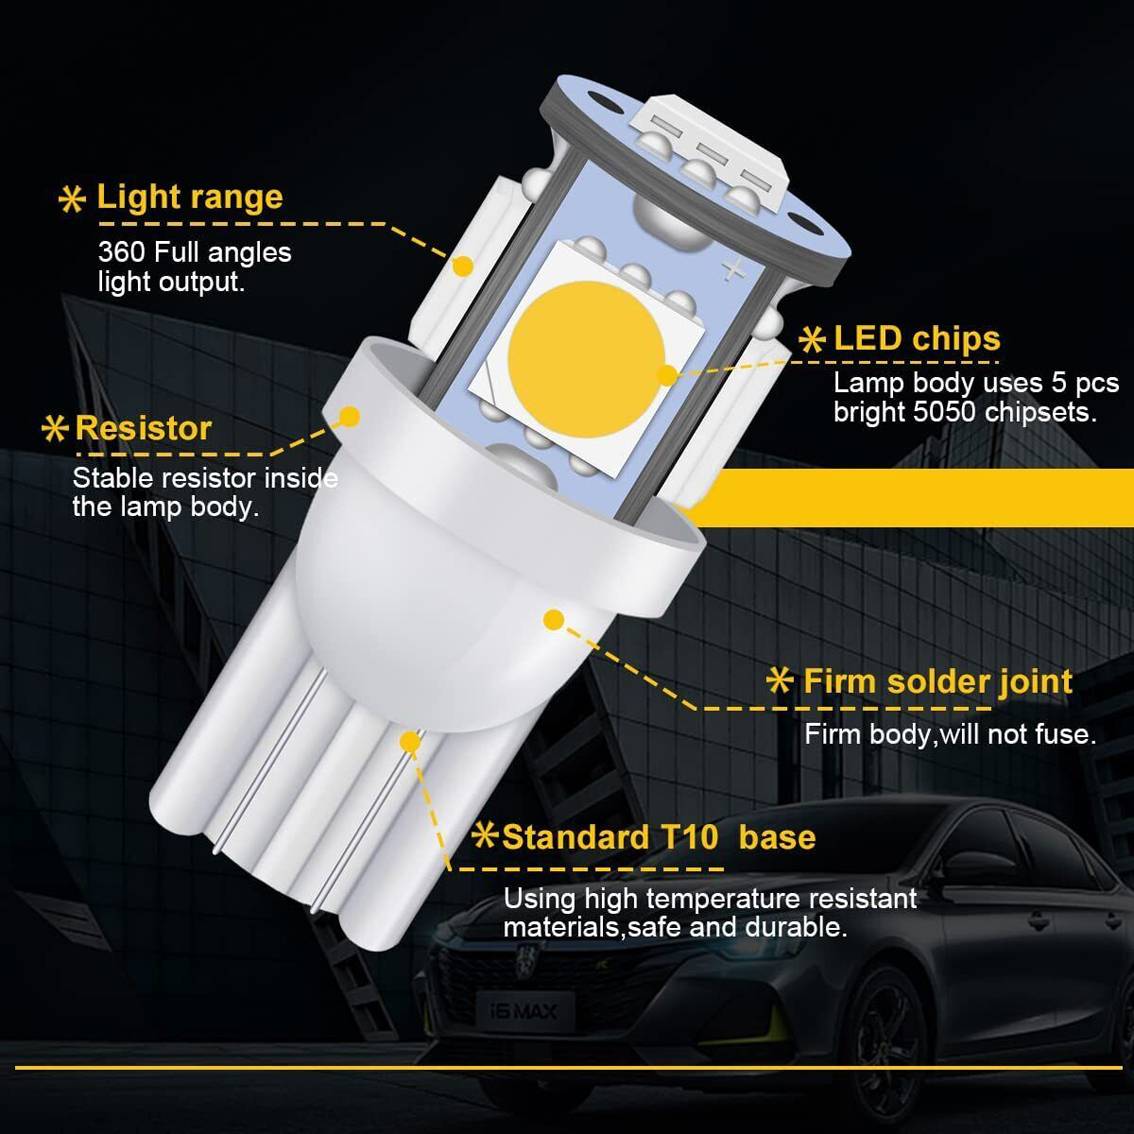 * Light range
360 Full angles
light output.
* LED chips
Lamp body uses 5 pcs
bright 5050 chipsets.
* Resistor
Stable resistor inside
the lamp body.
* Firm solder joint
Firm body,will not fuse.
* Standard T10 base
Using high temperature resistant
materials,safe and durable.
i6 MAX
+